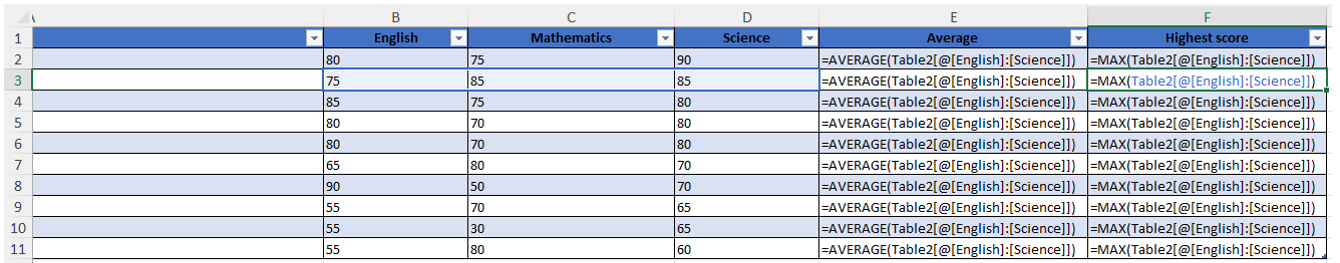 A B C D E F
1 English Mathematics Science Average Highest score
2 80 75 90 =AVERAGE(Table2[@[English]:[Science]]) =MAX(Table2[@[English]:[Science]])
3 75 85 85 =AVERAGE(Table2[@[English]:[Science]]) =MAX(Table2[@[English]:[Science]])
4 85 75 80 =AVERAGE(Table2[@[English]:[Science]]) =MAX(Table2[@[English]:[Science]])
5 80 70 80 =AVERAGE(Table2[@[English]:[Science]]) =MAX(Table2[@[English]:[Science]])
6 80 70 80 =AVERAGE(Table2[@[English]:[Science]]) =MAX(Table2[@[English]:[Science]])
7 65 80 70 =AVERAGE(Table2[@[English]:[Science]]) =MAX(Table2[@[English]:[Science]])
8 90 50 70 =AVERAGE(Table2[@[English]:[Science]]) =MAX(Table2[@[English]:[Science]])
9 55 70 65 =AVERAGE(Table2[@[English]:[Science]]) =MAX(Table2[@[English]:[Science]])
10 55 30 65 =AVERAGE(Table2[@[English]:[Science]]) =MAX(Table2[@[English]:[Science]])
11 55 80 60 =AVERAGE(Table2[@[English]:[Science]]) =MAX(Table2[@[English]:[Science]])